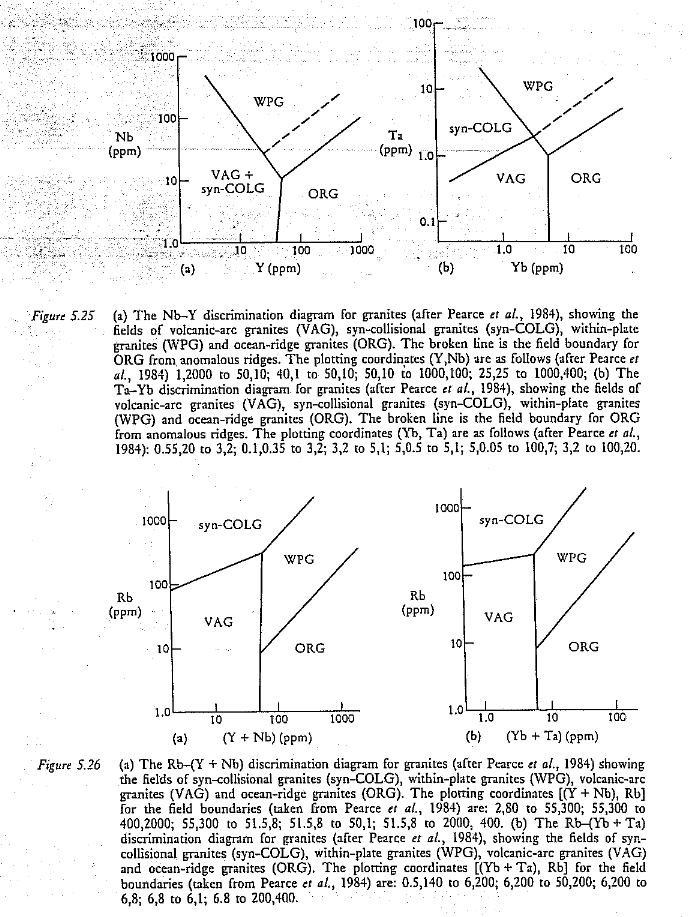 1000
100
10
1.0
Nb
(ppm)
WPG
VAG +
syn-COLG
ORG
10 100 1000
(a) Y (ppm)
100
10
1.0
0.1
Ta
(ppm)
WPG
syn-COLG
VAG
ORG
1.0 10 100
(b) Yb (ppm)
Figure 5.25 (a) The Nb–Y discrimination diagram for granites (after Pearce et al., 1984), showing the
fields of volcanic-arc granites (VAG), syn-collisional granites (syn-COLG), within-plate
granites (WPG) and ocean-ridge granites (ORG). The broken line is the field boundary for
ORG from anomalous ridges. The plotting coordinates (Y,Nb) are as follows (after Pearce et
al., 1984) 1,2000 to 50,10; 40,1 to 50,10; 50,10 to 1000,100; 25,25 to 1000,400; (b) The
Ta–Yb discrimination diagram for granites (after Pearce et al., 1984), showing the fields of
volcanic-arc granites (VAG), syn-collisional granites (syn-COLG), within-plate granites
(WPG) and ocean-ridge granites (ORG). The broken line is the field boundary for ORG
from anomalous ridges. The plotting coordinates (Yb, Ta) are as follows (after Pearce et al.,
1984): 0.55,20 to 3,2; 0.1,0.35 to 3,2; 3,2 to 5,1; 5,0.5 to 5,1; 5,0.05 to 100,7; 3,2 to 100,20.
1000
100
10
1.0
Rb
(ppm)
syn-COLG
WPG
VAG
ORG
10 100 1000
(a) (Y + Nb) (ppm)
1000
100
10
1.0
Rb
(ppm)
syn-COLG
WPG
VAG
ORG
1.0 10 100
(b) (Yb + Ta) (ppm)
Figure 5.26 (a) The Rb–(Y + Nb) discrimination diagram for granites (after Pearce et al., 1984) showing
the fields of syn-collisional granites (syn-COLG), within-plate granites (WPG), volcanic-arc
granites (VAG) and ocean-ridge granites (ORG). The plotting coordinates [(Y + Nb), Rb]
for the field boundaries (taken from Pearce et al., 1984) are: 2,80 to 55,300; 55,300 to
400,2000; 55,300 to 51.5,8; 51.5,8 to 50,1; 51.5,8 to 2000, 400. (b) The Rb–(Yb + Ta)
discrimination diagram for granites (after Pearce et al., 1984), showing the fields of syn-
collisional granites (syn-COLG), within-plate granites (WPG), volcanic-arc granites (VAG)
and ocean-ridge granites (ORG). The plotting coordinates [(Yb + Ta), Rb] for the field
boundaries (taken from Pearce et al., 1984) are: 0.5,140 to 6,200; 6,200 to 50,200; 6,200 to
6,8; 6,8 to 6,1; 6.8 to 200,400.